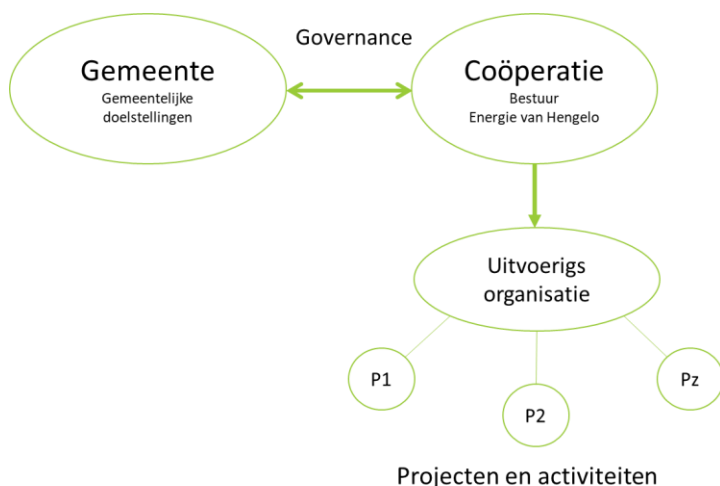 Governance
Gemeente
Gemeentelijke
doelstellingen
Coöperatie
Bestuur
Energie van Hengelo
Uitvoerigs
organisatie
P1
P2
Pz
Projecten en activiteiten